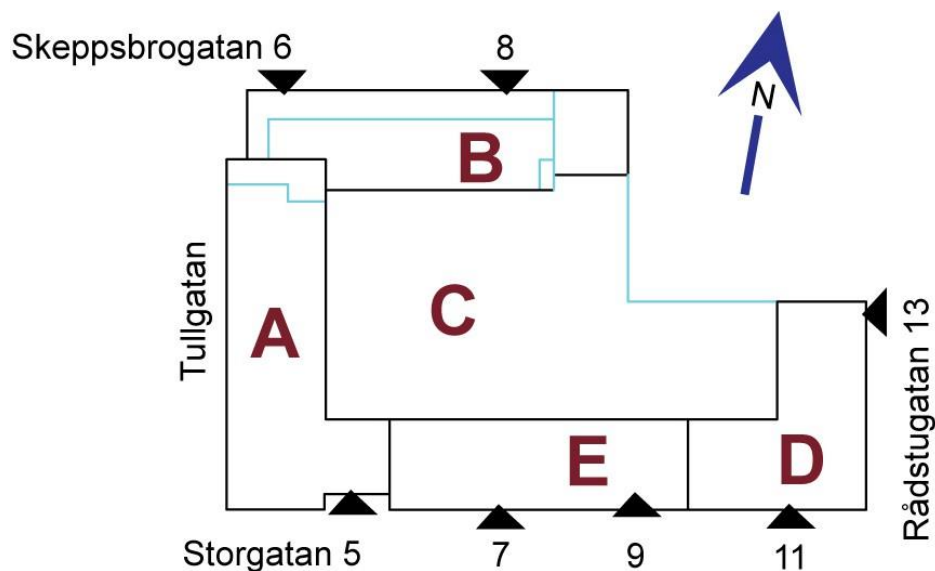 Skeppsbrogatan 6
8
N
B
Tullgatan
A
C
Rådstugatan 13
E
D
Storgatan 5
7
9
11